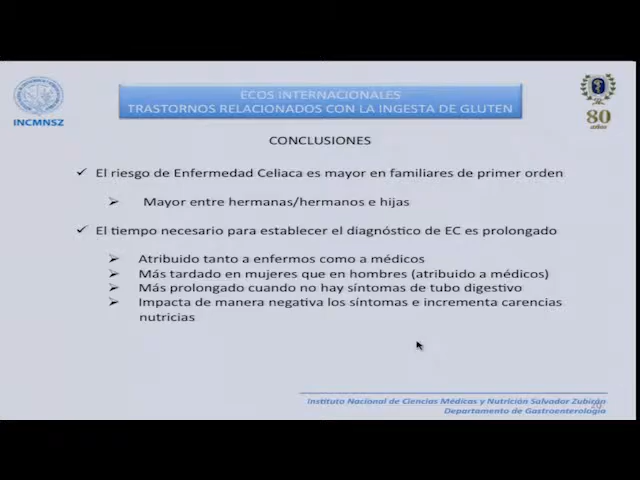 ECOS INTERNACIONALES
TRASTORNOS RELACIONADOS CON LA INGESTA DE GLUTEN
INCMNSZ
80
años
CONCLUSIONES
✓ El riesgo de Enfermedad Celiaca es mayor en familiares de primer orden
➢ Mayor entre hermanas/hermanos e hijas
✓ El tiempo necesario para establecer el diagnóstico de EC es prolongado
➢ Atribuido tanto a enfermos como a médicos
➢ Más tardado en mujeres que en hombres (atribuido a médicos)
➢ Más prolongado cuando no hay síntomas de tubo digestivo
➢ Impacta de manera negativa los síntomas e incrementa carencias
nutricias
Instituto Nacional de Ciencias Médicas y Nutrición Salvador Zubirán
Departamento de Gastroenterología